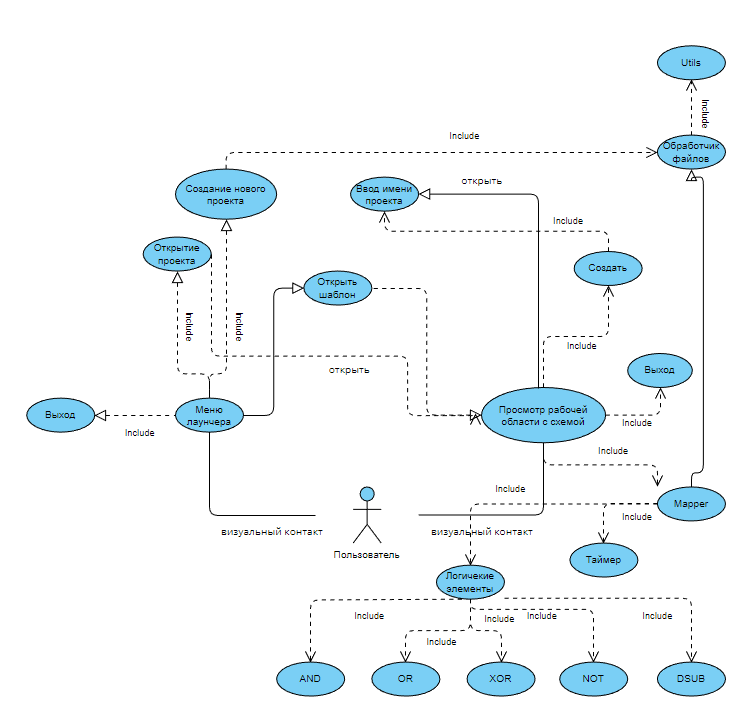 Utils
Include
Include
Обработчик
файлов
Создание нового
проекта
Ввод имени
проекта
открыть
Include
Открытие
проекта
Создать
Открыть
шаблон
Include
Include
Include
открыть
Выход
Выход
Меню
лаунчера
Просмотр рабочей
области с схемой
Include
Include
Include
Include
Mapper
Include
визуальный контакт
визуальный контакт
Пользователь
Таймер
Логичекие
элементы
Include
Include
Include
Include
Include
AND
OR
XOR
NOT
DSUB